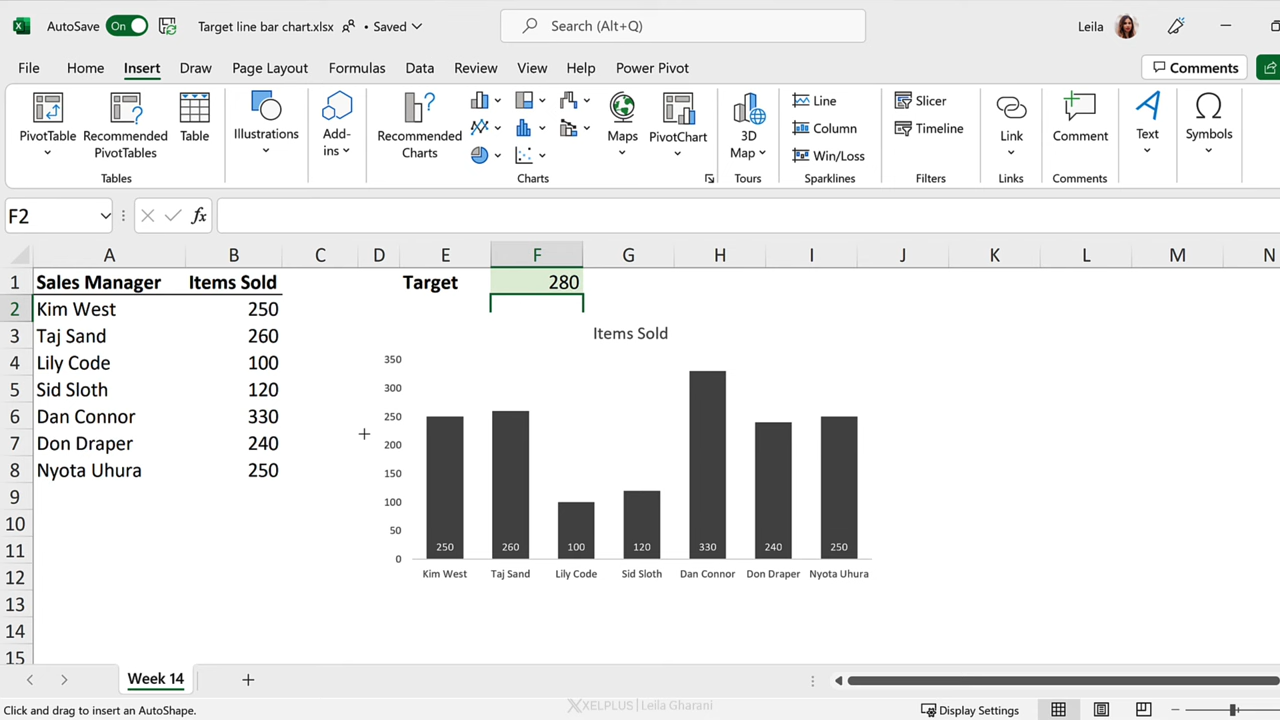 AutoSave On Target line bar chart.xlsx • Saved Search (Alt+Q) Leila
File Home Insert Draw Page Layout Formulas Data Review View Help Power Pivot Comments
PivotTable Recommended PivotTables Table Illustrations Add-ins Recommended Charts Maps PivotChart 3D Map Line Column Win/Loss Slicer Timeline Link Comment Text Symbols
Tables Charts Tours Sparklines Filters Links Comments
F2 fx
A B C D E F G H I J K L M N
1 Sales Manager Items Sold Target 280
2 Kim West 250
3 Taj Sand 260
4 Lily Code 100
5 Sid Sloth 120
6 Dan Connor 330
7 Don Draper 240
8 Nyota Uhura 250
9
10
11
12
13
14
15
Items Sold
350
300
250
200
150
100
50
0
250 260 100 120 330 240 250
Kim West Taj Sand Lily Code Sid Sloth Dan Connor Don Draper Nyota Uhura
Week 14
Click and drag to insert an AutoShape. XELPLUS | Leila Gharani Display Settings